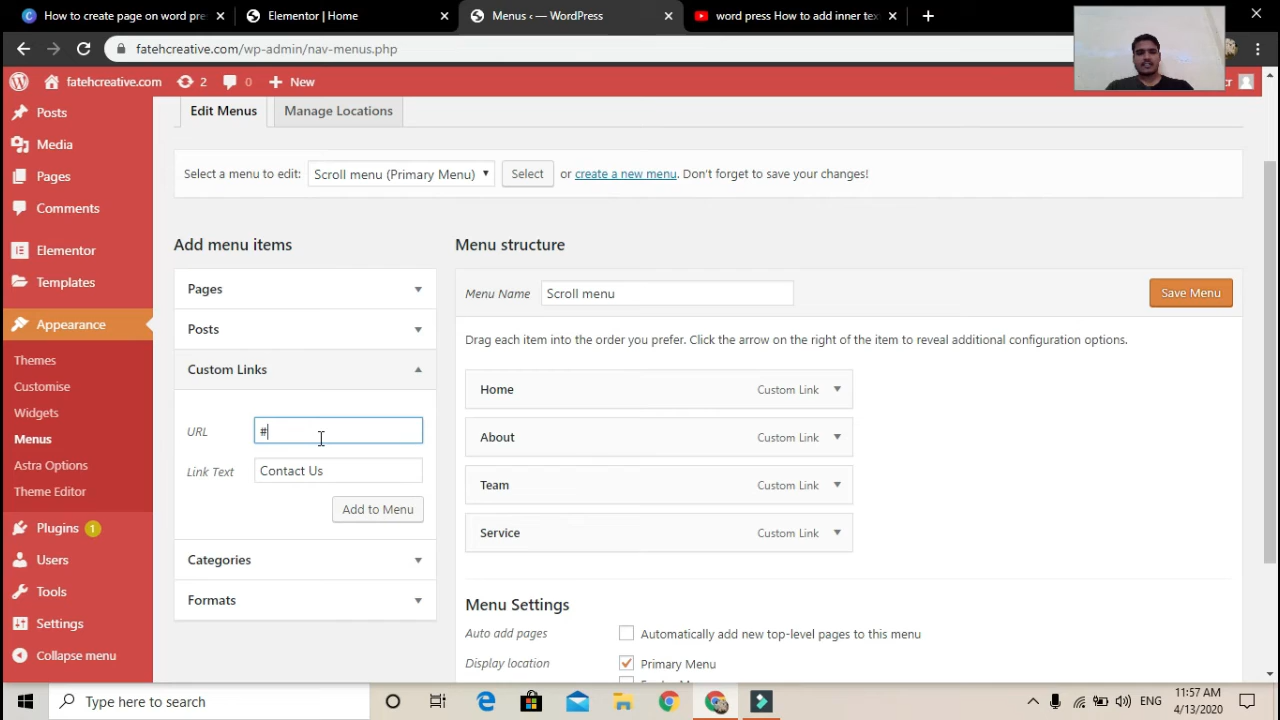 How to create page on word pres
Elementor | Home
Menus ‹ — WordPress
word press How to add inner tex
fatehcreative.com/wp-admin/nav-menus.php
fatehcreative.com
2
0
New
Posts
Media
Pages
Comments
Elementor
Templates
Appearance
Themes
Customise
Widgets
Menus
Astra Options
Theme Editor
Plugins 1
Users
Tools
Settings
Collapse menu
Edit Menus
Manage Locations
Select a menu to edit:
Scroll menu (Primary Menu)
Select
or create a new menu. Don't forget to save your changes!
Add menu items
Pages
Posts
Custom Links
URL
#
Link Text
Contact Us
Add to Menu
Categories
Formats
Menu structure
Menu Name
Scroll menu
Save Menu
Drag each item into the order you prefer. Click the arrow on the right of the item to reveal additional configuration options.
Home
Custom Link
About
Custom Link
Team
Custom Link
Service
Custom Link
Menu Settings
Auto add pages
Automatically add new top-level pages to this menu
Display location
Primary Menu
Type here to search
ENG
11:57 AM
4/13/2020